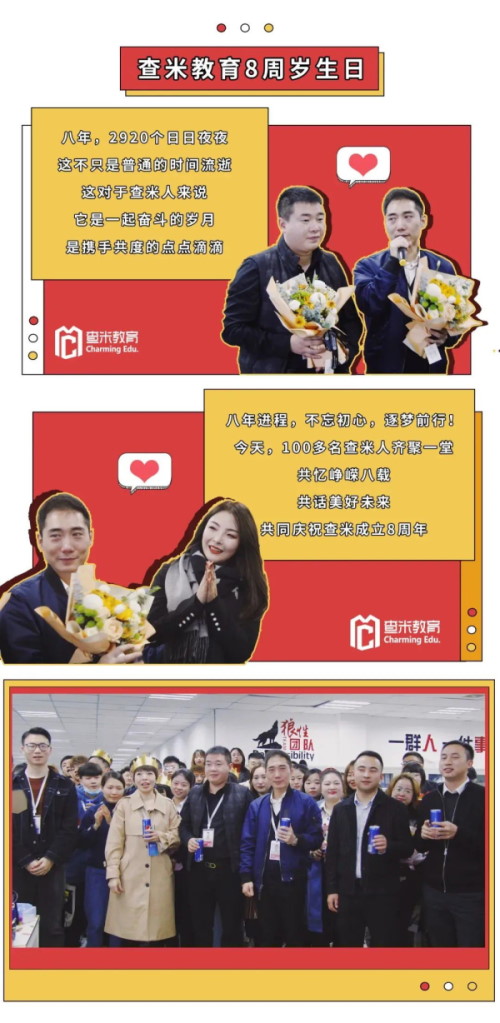 查米教育8周岁生日
八年，2920个日日夜夜
这不只是普通的时间流逝
这对于查米人来说
它是一起奋斗的岁月
是携手共度的点点滴滴
查米教育
Charming Edu.
八年进程，不忘初心，逐梦前行！
今天，100多名查米人齐聚一堂
共忆峥嵘八载
共话美好未来
共同庆祝查米成立8周年
查米教育
Charming Edu.
狼性
团队
一群人 一件事